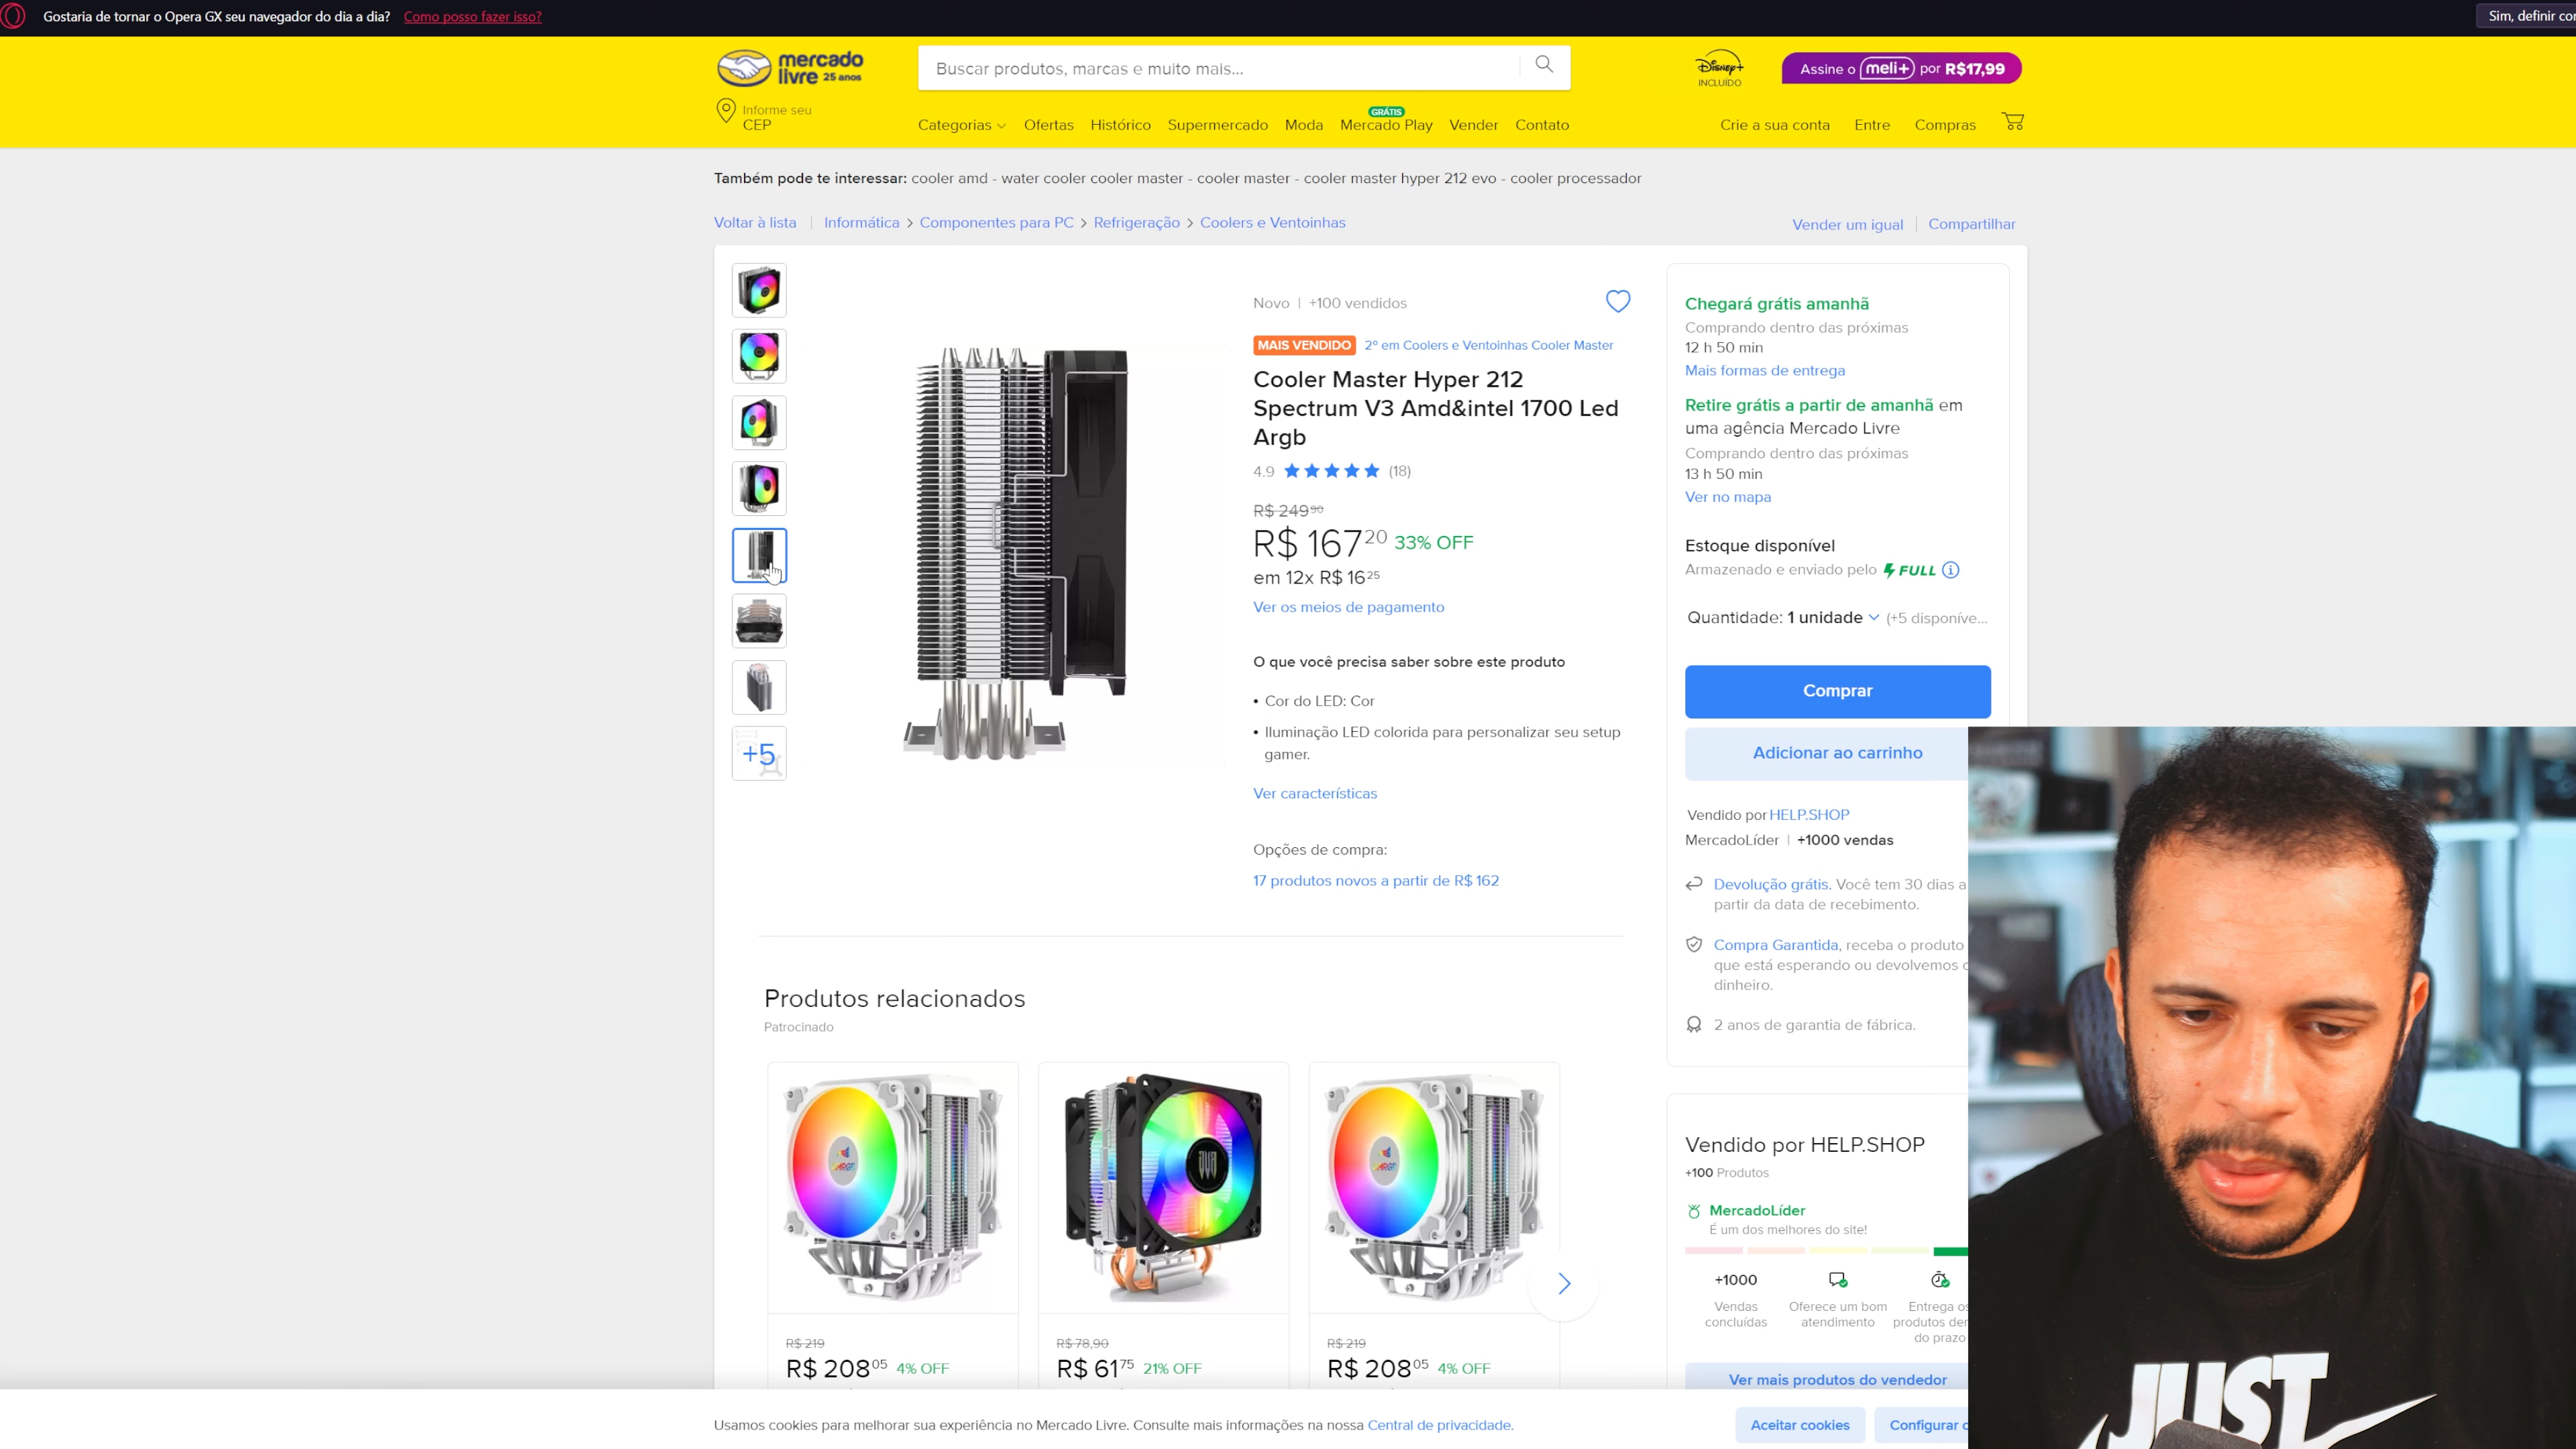 Gostaria de tornar o Opera GX seu navegador do dia a dia? Como posso fazer isso?
Sim, definir
mercado
livre 25 anos
Buscar produtos, marcas e muito mais...
Disney+
INCLUÍDO
Assine o meli+ por R$17,99
Informe seu
CEP
GRÁTIS
Categorias Ofertas Histórico Supermercado Moda Mercado Play Vender Contato
Crie a sua conta Entre Compras
Também pode te interessar: cooler amd - water cooler cooler master - cooler master - cooler master hyper 212 evo - cooler processador
Voltar à lista | Informática > Componentes para PC > Refrigeração > Coolers e Ventoinhas
Vender um igual | Compartilhar
+5
Novo | +100 vendidos
MAIS VENDIDO 2º em Coolers e Ventoinhas Cooler Master
Cooler Master Hyper 212
Spectrum V3 Amd&intel 1700 Led
Argb
4.9 (18)
R$ 249 90
R$ 167 20 33% OFF
em 12x R$ 16 25
Ver os meios de pagamento
O que você precisa saber sobre este produto
• Cor do LED: Cor
• Iluminação LED colorida para personalizar seu setup
gamer.
Ver características
Opções de compra:
17 produtos novos a partir de R$ 162
Chegará grátis amanhã
Comprando dentro das próximas
12 h 50 min
Mais formas de entrega
Retire grátis a partir de amanhã em
uma agência Mercado Livre
Comprando dentro das próximas
13 h 50 min
Ver no mapa
Estoque disponível
Armazenado e enviado pelo FULL
Quantidade: 1 unidade (+5 disponíve...
Comprar
Adicionar ao carrinho
Vendido por HELP.SHOP
MercadoLíder | +1000 vendas
Devolução grátis. Você tem 30 dias a
partir da data de recebimento.
Compra Garantida, receba o produto
que está esperando ou devolvemos o
dinheiro.
2 anos de garantia de fábrica.
Produtos relacionados
Patrocinado
R$ 219
R$ 208 05 4% OFF
R$ 78,90
R$ 61 75 21% OFF
R$ 219
R$ 208 05 4% OFF
Vendido por HELP.SHOP
+100 Produtos
MercadoLíder
É um dos melhores do site!
+1000
Vendas
concluídas
Oferece um bom
atendimento
Entrega os
produtos
do prazo
Ver mais produtos do vendedor
Usamos cookies para melhorar sua experiência no Mercado Livre. Consulte mais informações na nossa Central de privacidade.
Aceitar cookies
Configurar
JUST